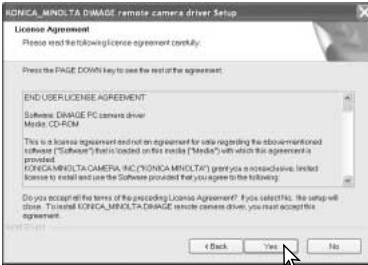 KONICA_MINOLTA DiMAGE remote camera driver Setup
License Agreement
Please read the following license agreement carefully.
Press the PAGE DOWN key to see the rest of the agreement.
END USER LICENSE AGREEMENT
Software: DiMAGE PC camera driver
Media: CD-ROM
This is a license agreement and not an agreement for sale regarding the above-mentioned
software ("Software") that is loaded on this media ("Media") with which this agreement is
provided.
KONICA MINOLTA CAMERA, INC.("KONICA MINOLTA") grant you a nonexclusive, limited
license to install and use the Software provided that you agree to the following:
Do you accept all the terms of the preceding License Agreement? If you select No, the setup will
close. To install KONICA_MINOLTA DiMAGE remote camera driver, you must accept this
agreement.
< Back
Yes
No